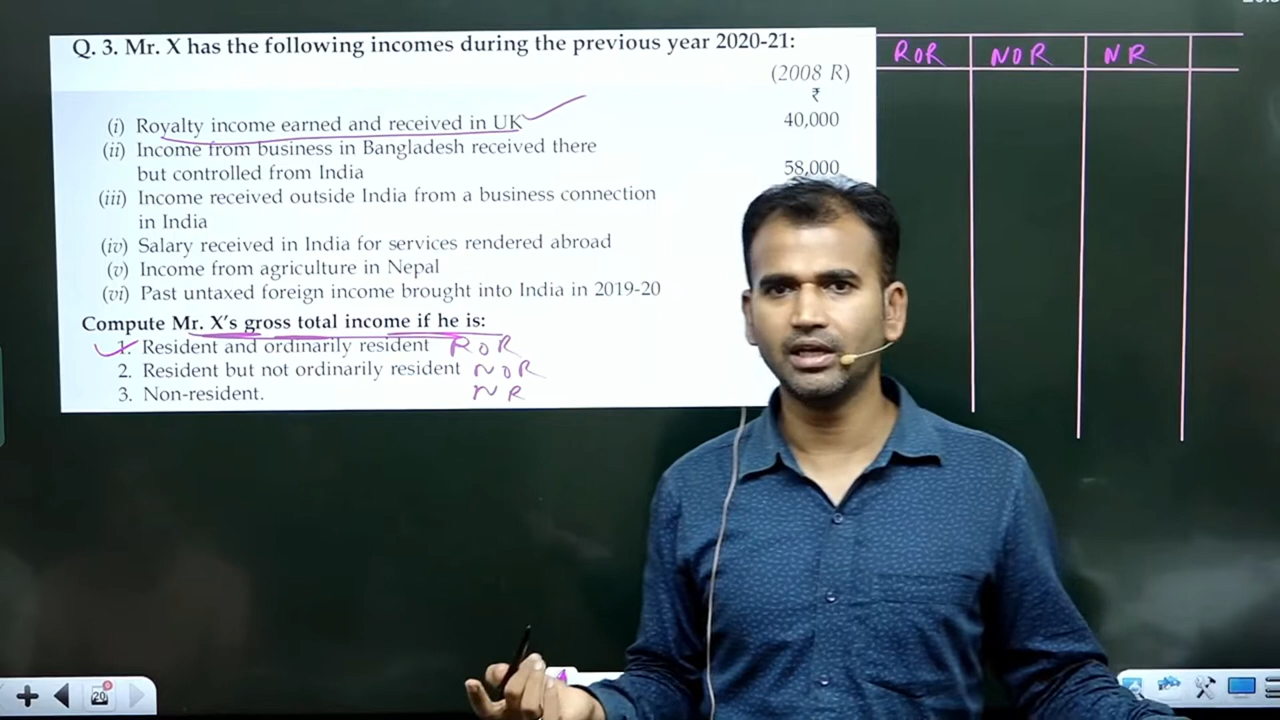 Q. 3. Mr. X has the following incomes during the previous year 2020-21:
(2008 R)
₹
(i) Royalty income earned and received in UK 40,000
(ii) Income from business in Bangladesh received there
but controlled from India 58,000
(iii) Income received outside India from a business connection
in India
(iv) Salary received in India for services rendered abroad
(v) Income from agriculture in Nepal
(vi) Past untaxed foreign income brought into India in 2019-20
Compute Mr. X's gross total income if he is:
1. Resident and ordinarily resident ROR
2. Resident but not ordinarily resident NOR
3. Non-resident. NR
ROR NOR NR
20